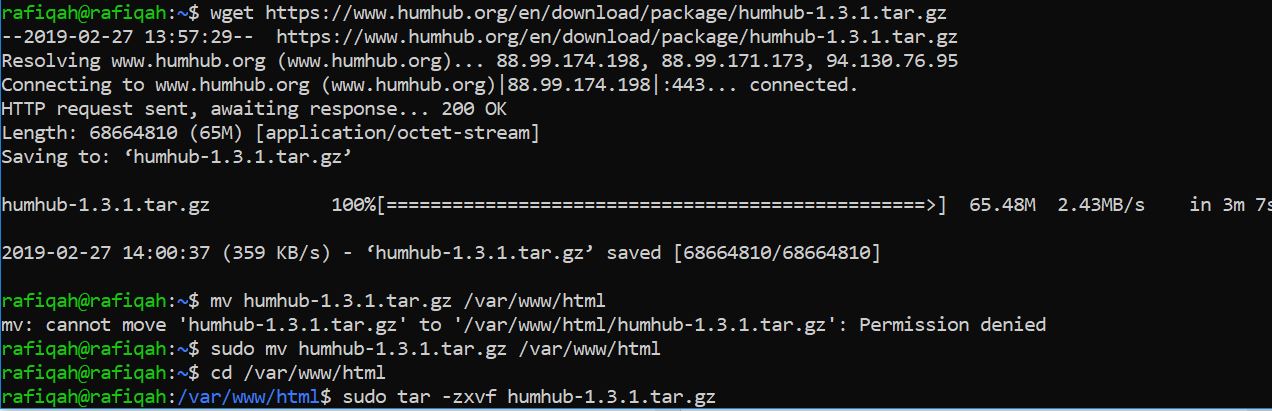 rafiqah@rafiqah:~$ wget https://www.humhub.org/en/download/package/humhub-1.3.1.tar.gz
--2019-02-27 13:57:29--  https://www.humhub.org/en/download/package/humhub-1.3.1.tar.gz
Resolving www.humhub.org (www.humhub.org)... 88.99.174.198, 88.99.171.173, 94.130.76.95
Connecting to www.humhub.org (www.humhub.org)|88.99.174.198|:443... connected.
HTTP request sent, awaiting response... 200 OK
Length: 68664810 (65M) [application/octet-stream]
Saving to: ‘humhub-1.3.1.tar.gz’
humhub-1.3.1.tar.gz           100%[=================================================>]  65.48M  2.43MB/s    in 3m 7s
2019-02-27 14:00:37 (359 KB/s) - ‘humhub-1.3.1.tar.gz’ saved [68664810/68664810]
rafiqah@rafiqah:~$ mv humhub-1.3.1.tar.gz /var/www/html
mv: cannot move 'humhub-1.3.1.tar.gz' to '/var/www/html/humhub-1.3.1.tar.gz': Permission denied
rafiqah@rafiqah:~$ sudo mv humhub-1.3.1.tar.gz /var/www/html
rafiqah@rafiqah:~$ cd /var/www/html
rafiqah@rafiqah:/var/www/html$ sudo tar -zxvf humhub-1.3.1.tar.gz